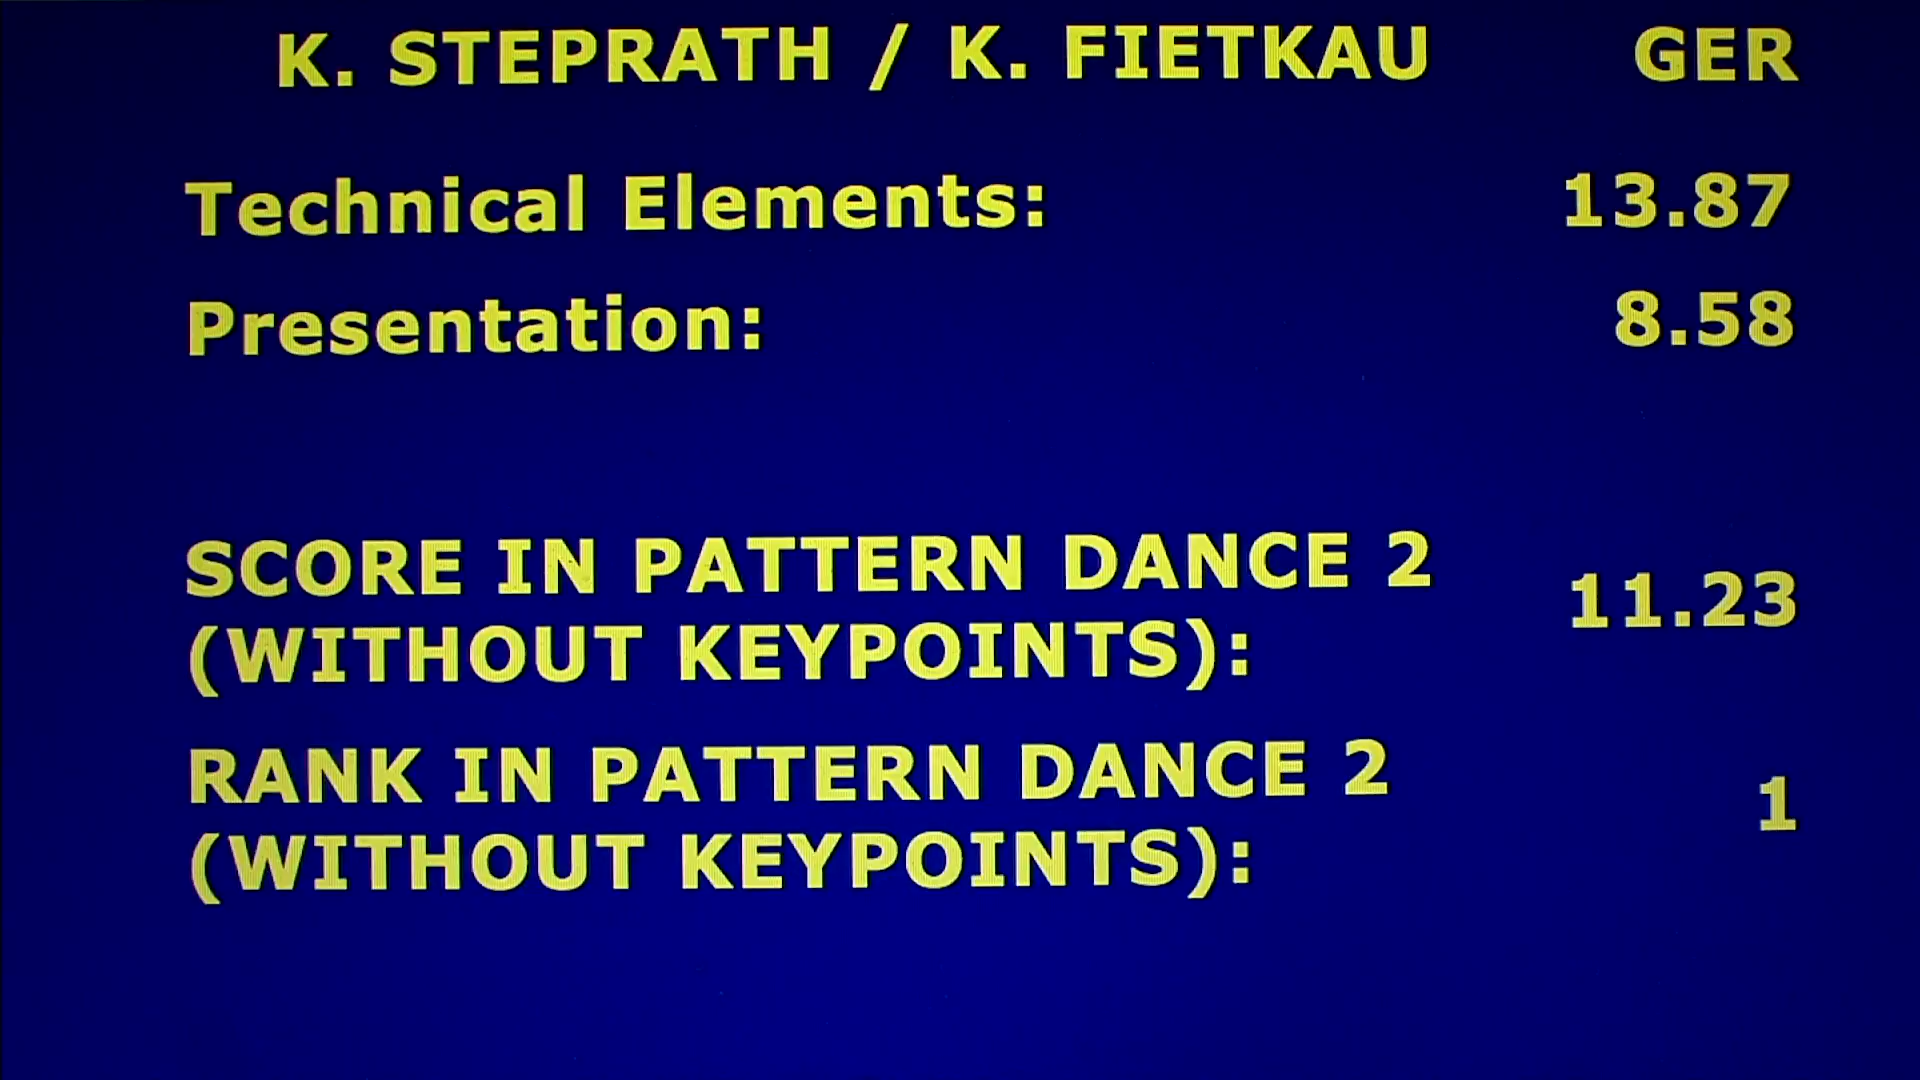 K. STEPRATH / K. FIETKAU GER
Technical Elements: 13.87
Presentation: 8.58
SCORE IN PATTERN DANCE 2
(WITHOUT KEYPOINTS): 11.23
RANK IN PATTERN DANCE 2
(WITHOUT KEYPOINTS): 1